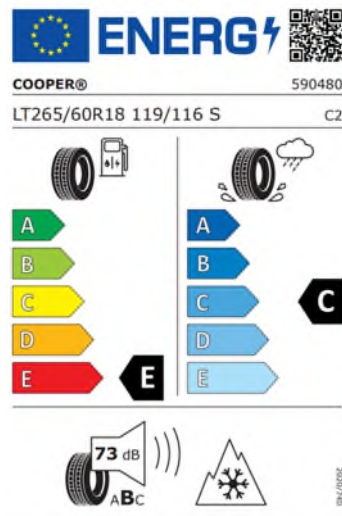 ENERG
COOPER® 590480
LT265/60R18 119/116 S C2
A A
B B
C C C
D D
E E E
73 dB
ABC
2020/740